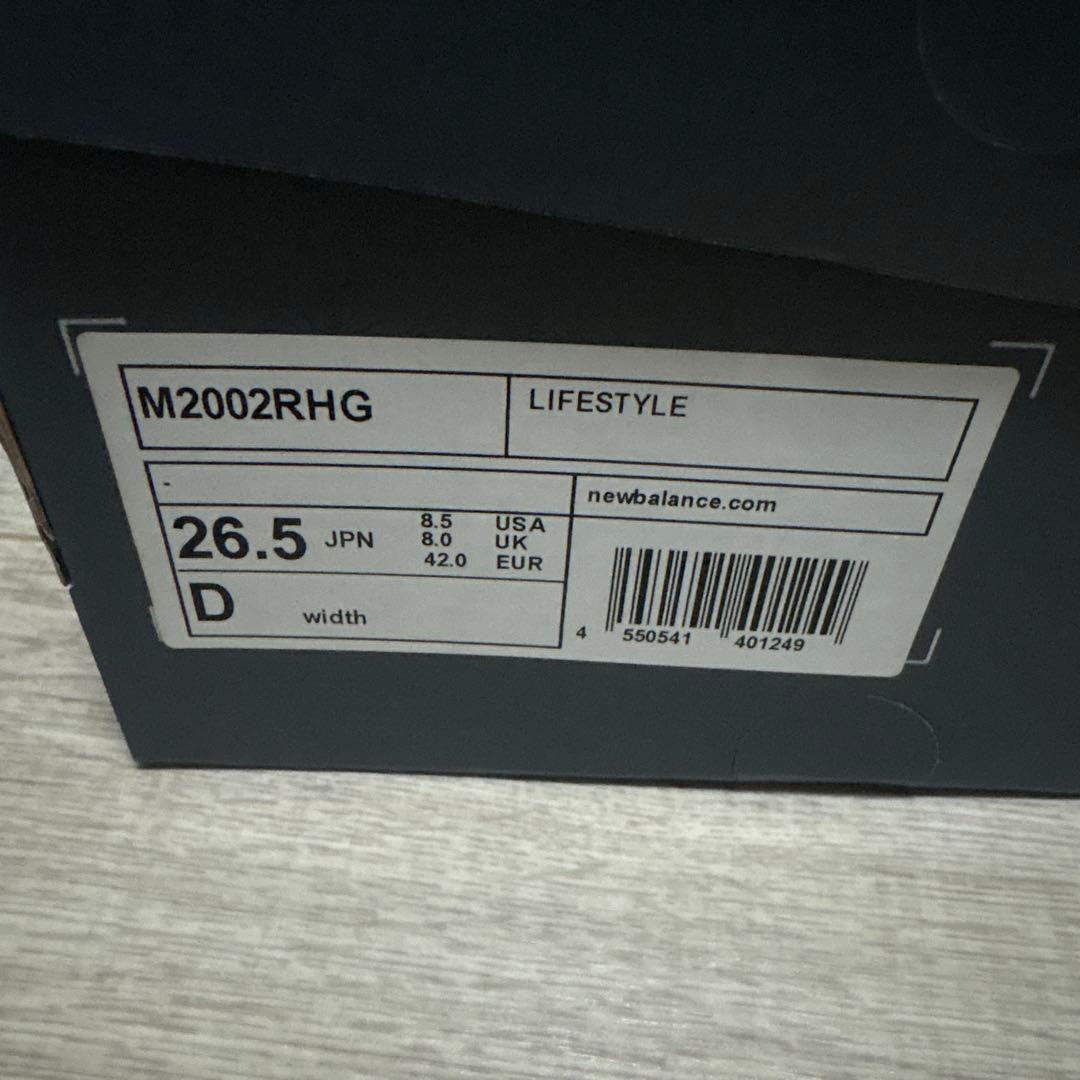 M2002RHG
LIFESTYLE
-
newbalance.com
26.5 JPN
8.5 USA
8.0 UK
42.0 EUR
D width
4 550541 401249